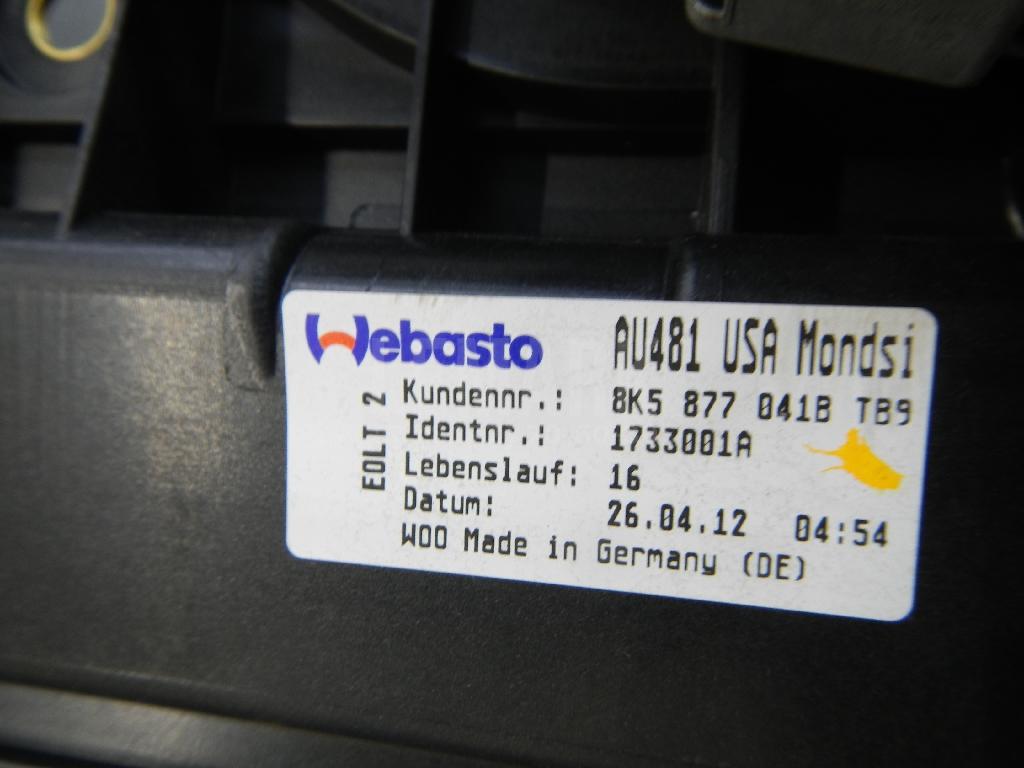 Webasto AU481 USA Mondsi
Kundennr.: 8K5 877 041B TB9
Identnr.: 1733001A
Lebenslauf: 16
Datum: 26.04.12 04:54
WOO Made in Germany (DE)
EOLT 2